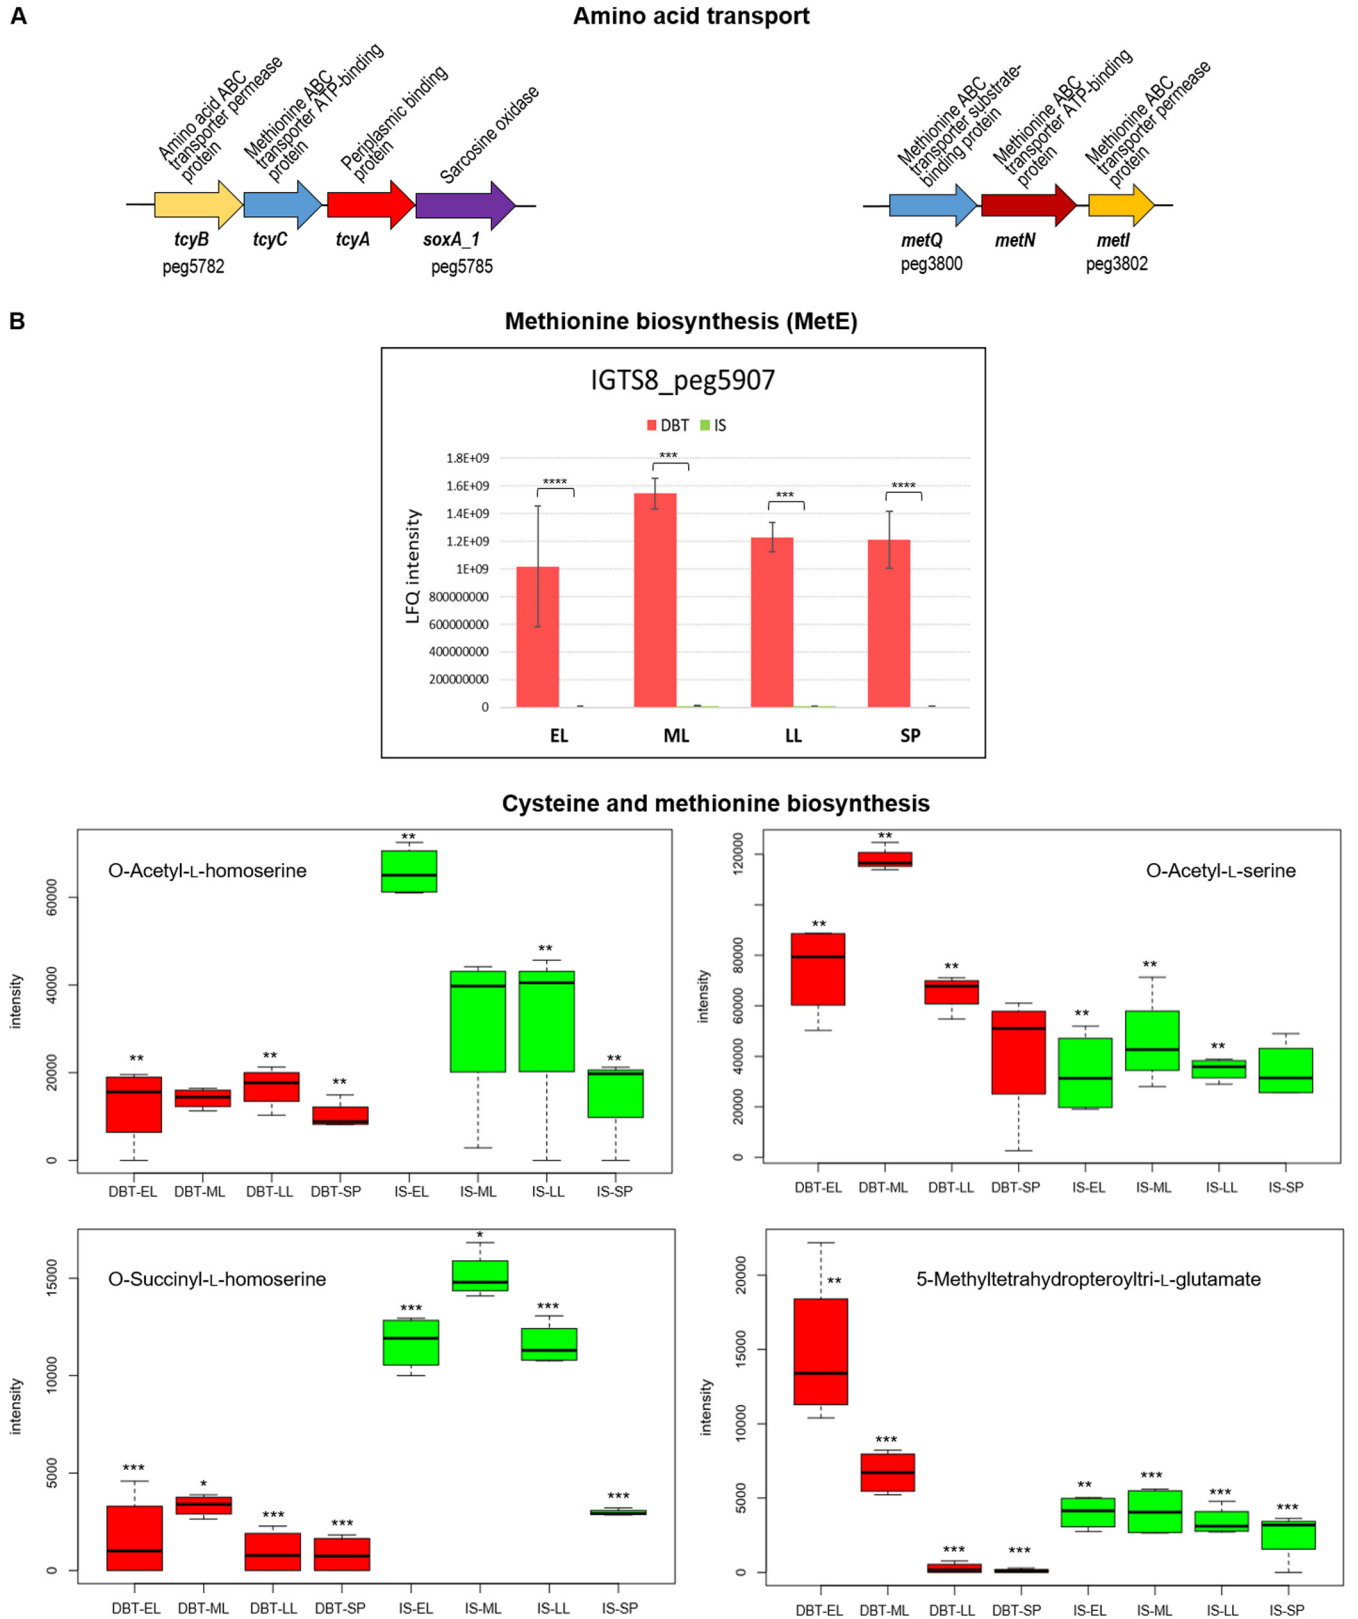 A
Amino acid transport
Amino acid ABC
transporter permease
protein
Methionine ABC
transporter ATP-binding
protein
Periplasmic binding
protein
Sarcosine oxidase
Methionine ABC
transporter substrate-
binding protein
Methionine ABC
transporter ATP-binding
protein
Methionine ABC
transporter permease
protein
tcyB tcyC tcyA soxA_1
peg5782 peg5785
metQ metN metI
peg3800 peg3802
B
Methionine biosynthesis (MetE)
IGTS8_peg5907
DBT IS
LFQ intensity
1.8E+09
1.6E+09
1.4E+09
1.2E+09
1E+09
800000000
600000000
400000000
200000000
0
**** *** *** ****
EL ML LL SP
Cysteine and methionine biosynthesis
O-Acetyl-L-homoserine
intensity
60000
40000
20000
0
** ** ** ** ** **
DBT-EL DBT-ML DBT-LL DBT-SP IS-EL IS-ML IS-LL IS-SP
O-Acetyl-L-serine
intensity
120000
80000
60000
40000
20000
0
** ** ** ** ** **
DBT-EL DBT-ML DBT-LL DBT-SP IS-EL IS-ML IS-LL IS-SP
O-Succinyl-L-homoserine
intensity
15000
10000
5000
0
*** * *** *** *** * *** ***
DBT-EL DBT-ML DBT-LL DBT-SP IS-EL IS-ML IS-LL IS-SP
5-Methyltetrahydropteroyltri-L-glutamate
intensity
20000
15000
10000
5000
0
** *** *** *** ** *** *** ***
DBT-EL DBT-ML DBT-LL DBT-SP IS-EL IS-ML IS-LL IS-SP